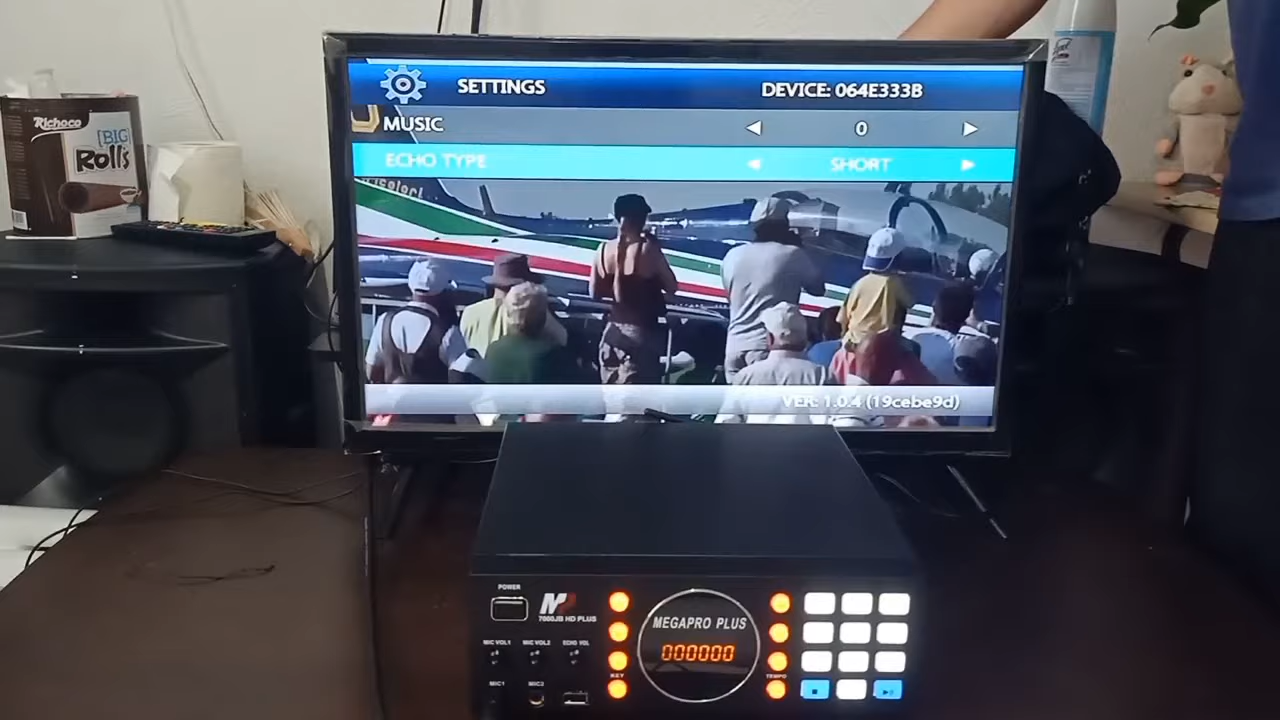 SETTINGS
DEVICE: 064E333B
MUSIC
0
ECHO TYPE
SHORT
VER: 1.0.4 (19cebe9d)
Richoco
[BIG]
Rolls
POWER
7000JB HD PLUS
MEGAPRO PLUS
000000
MIC VOL1
MIC VOL2
ECHO VOL
MIC1
MIC2
KEY
TEMPO